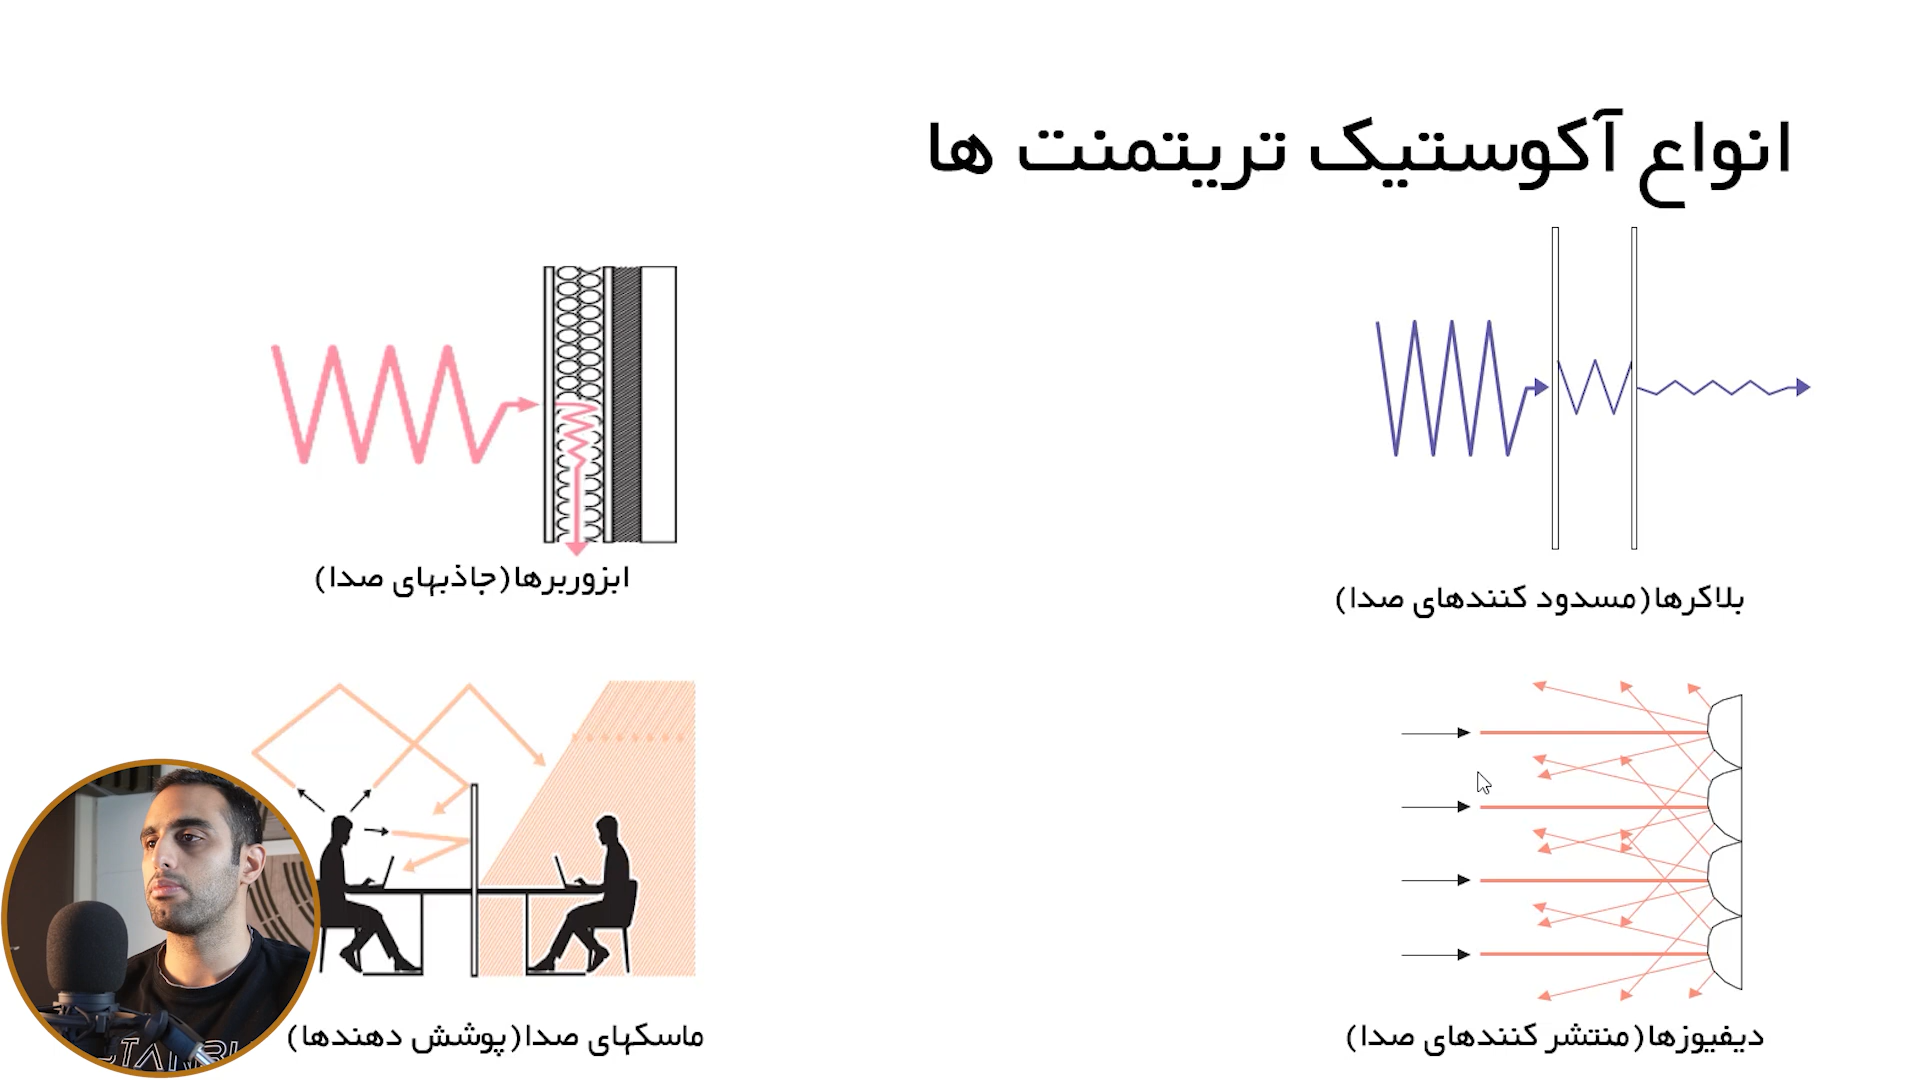 انواع آکوستیک تریتمنت ها
بلاکرها(مسدود کنندهای صدا)
ابزوربرها(جاذبهای صدا)
دیفیوزها(منتشر کنندهای صدا)
ماسکهای صدا(پوشش دهندها)